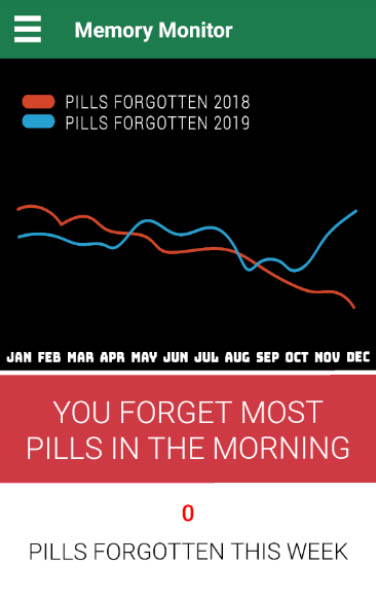 Memory Monitor
PILLS FORGOTTEN 2018
PILLS FORGOTTEN 2019
JAN FEB MAR APR MAY JUN JUL AUG SEP OCT NOV DEC
YOU FORGET MOST
PILLS IN THE MORNING
0
PILLS FORGOTTEN THIS WEEK